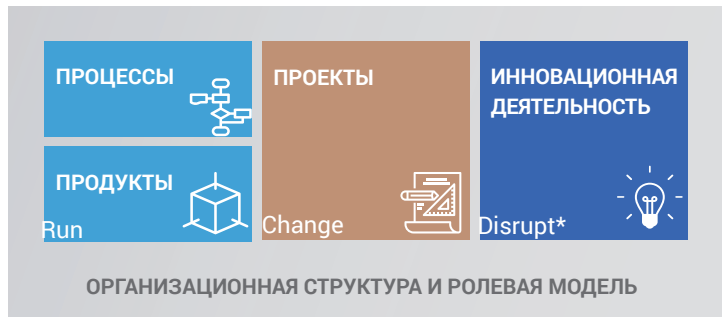 ПРОЦЕССЫ
ПРОДУКТЫ
Run
ПРОЕКТЫ
Change
ИННОВАЦИОННАЯ
ДЕЯТЕЛЬНОСТЬ
Disrupt*
ОРГАНИЗАЦИОННАЯ СТРУКТУРА И РОЛЕВАЯ МОДЕЛЬ